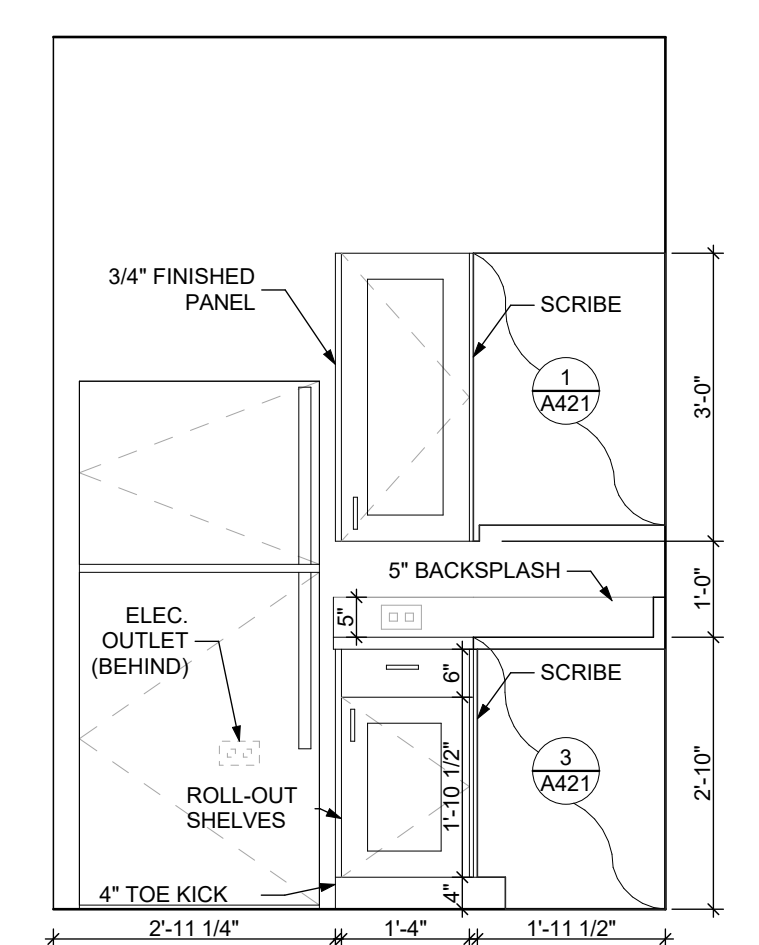 3/4" FINISHED
PANEL
SCRIBE
1
A421
3'-0"
5" BACKSPLASH
1'-0"
5"
ELEC.
OUTLET
(BEHIND)
6"
SCRIBE
3
A421
1'-10 1/2"
2'-10"
ROLL-OUT
SHELVES
4" TOE KICK
4"
2'-11 1/4"
1'-4"
1'-11 1/2"